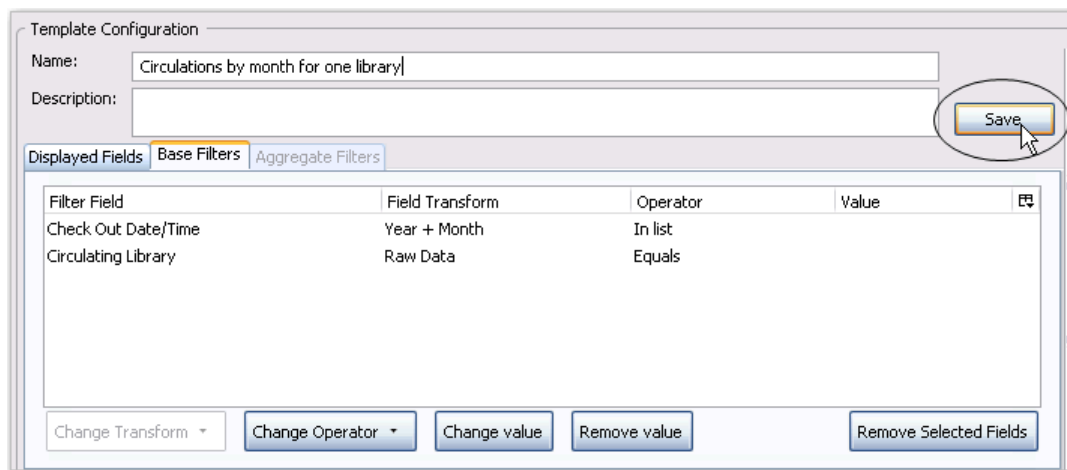 Template Configuration
Name: Circulations by month for one library
Description:
Save
Displayed Fields Base Filters Aggregate Filters
Filter Field Field Transform Operator Value
Check Out Date/Time Year + Month In list
Circulating Library Raw Data Equals
Change Transform Change Operator Change value Remove value Remove Selected Fields